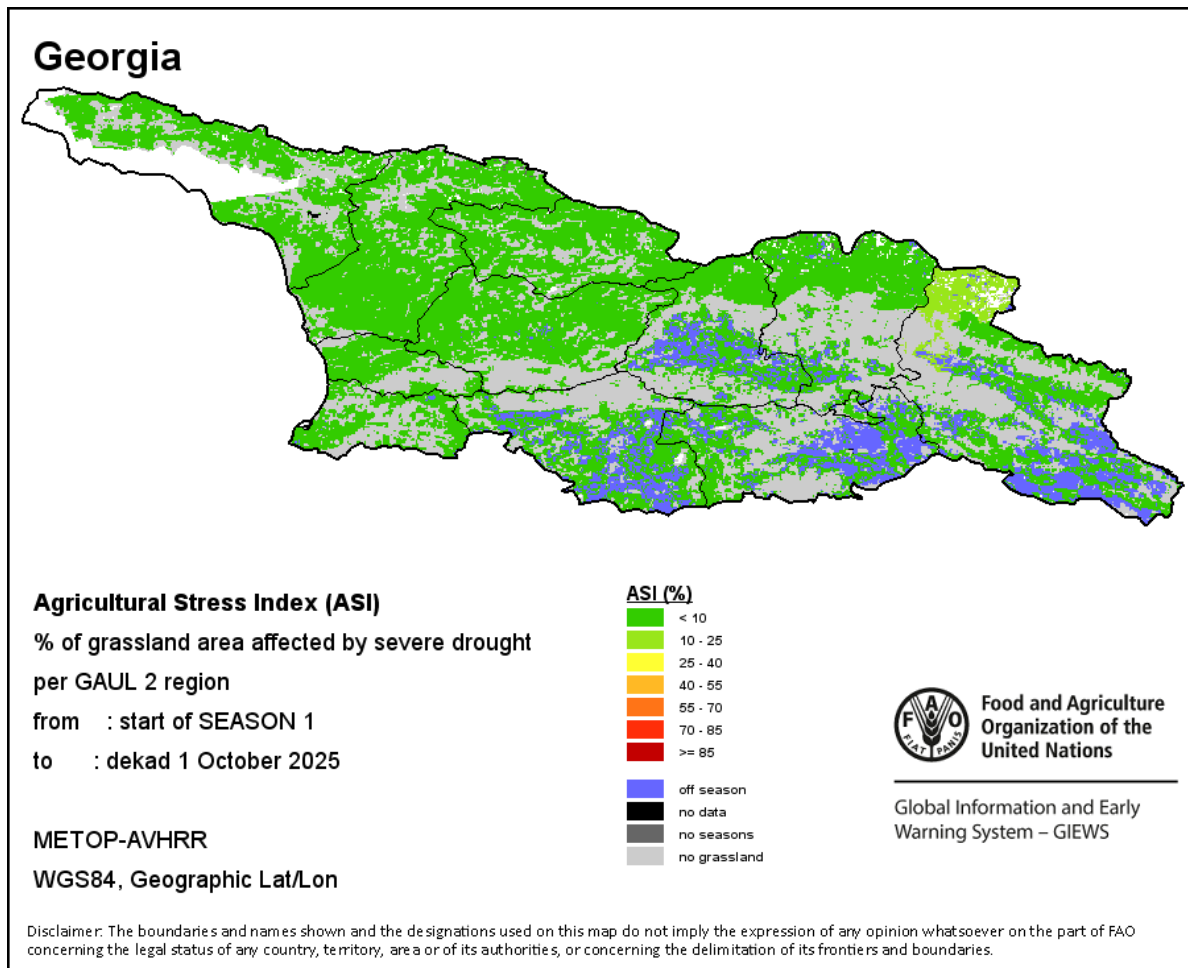 Georgia
Agricultural Stress Index (ASI)
% of grassland area affected by severe drought
per GAUL 2 region
from : start of SEASON 1
to : dekad 1 October 2025
METOP-AVHRR
WGS84, Geographic Lat/Lon
ASI (%)
< 10
10 - 25
25 - 40
40 - 55
55 - 70
70 - 85
>= 85
off season
no data
no seasons
no grassland
F A O
FIAT PANIS
Food and Agriculture
Organization of the
United Nations
Global Information and Early
Warning System – GIEWS
Disclaimer: The boundaries and names shown and the designations used on this map do not imply the expression of any opinion whatsoever on the part of FAO
concerning the legal status of any country, territory, area or of its authorities, or concerning the delimitation of its frontiers and boundaries.